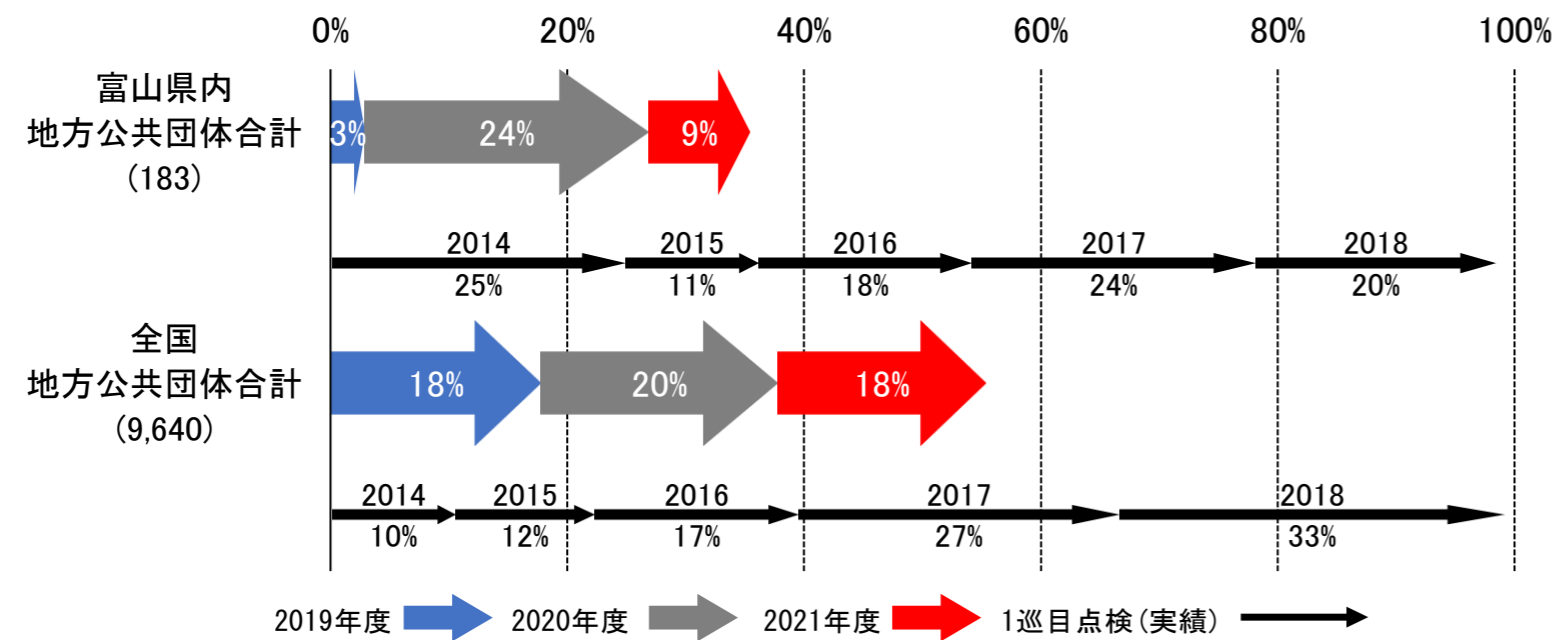 0% 20% 40% 60% 80% 100%
富山県内
地方公共団体合計
(183)
3% 24% 9%
2014 2015 2016 2017 2018
25% 11% 18% 24% 20%
全国
地方公共団体合計
(9,640)
18% 20% 18%
2014 2015 2016 2017 2018
10% 12% 17% 27% 33%
2019年度 2020年度 2021年度 1巡目点検(実績)